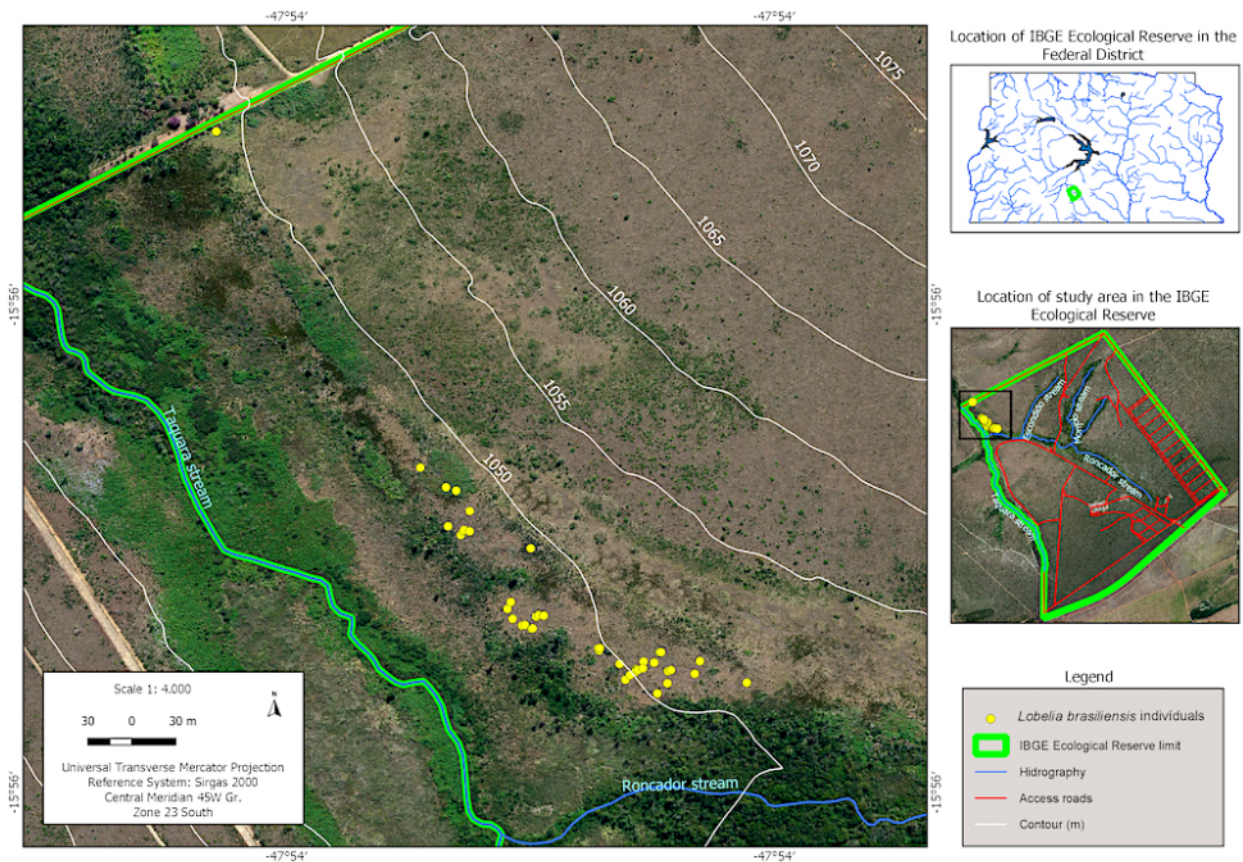 -47°54'
-47°54'
Location of IBGE Ecological Reserve in the
Federal District
1075
1070
1065
1060
1055
1050
-15°56'
-15°56'
Taquara stream
Location of study area in the IBGE
Ecological Reserve
Escondido stream
Roncador stream
Taquara stream
Scale 1: 4.000
N
30 0 30 m
Universal Transverse Mercator Projection
Reference System: Sirgas 2000
Central Meridian 45W Gr.
Zone 23 South
Roncador stream
-15°56'
-15°56'
Legend
Lobelia brasiliensis individuals
IBGE Ecological Reserve limit
Hidrography
Access roads
Contour (m)
-47°54'
-47°54'